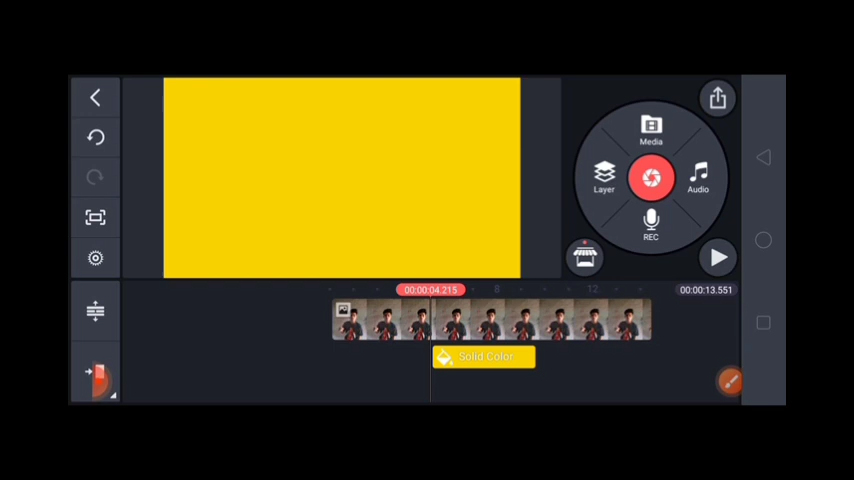 Media
Layer
Audio
REC
00:00:04.215
8
12
00:00:13.551
Solid Color